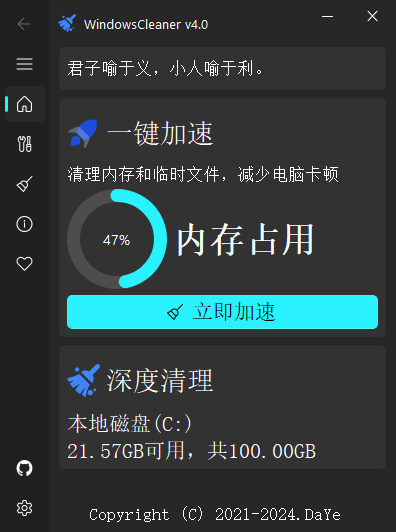 WindowsCleaner v4.0
君子喻于义，小人喻于利。
一键加速
清理内存和临时文件，减少电脑卡顿
47%
内存占用
立即加速
深度清理
本地磁盘(C:)
21.57GB可用，共100.00GB
Copyright (C) 2021-2024.DaYe